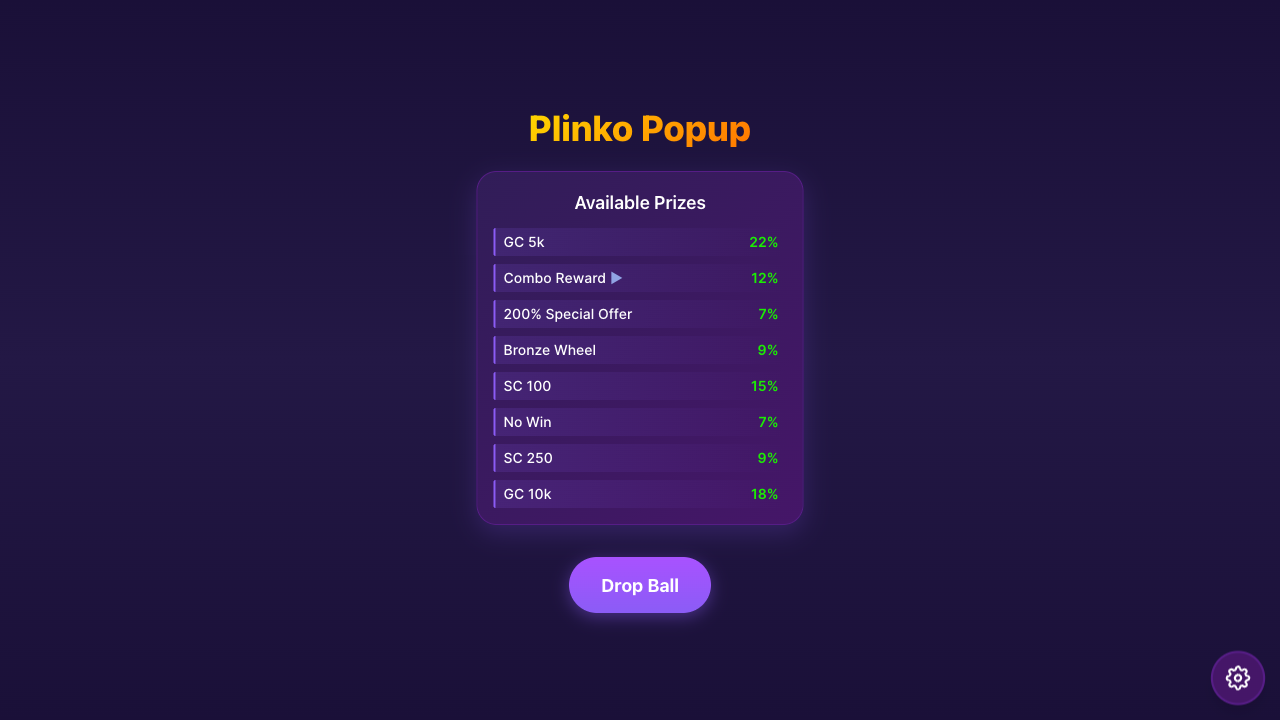 Plinko Popup
Available Prizes
GC 5k 22%
Combo Reward ▶ 12%
200% Special Offer 7%
Bronze Wheel 9%
SC 100 15%
No Win 7%
SC 250 9%
GC 10k 18%
Drop Ball